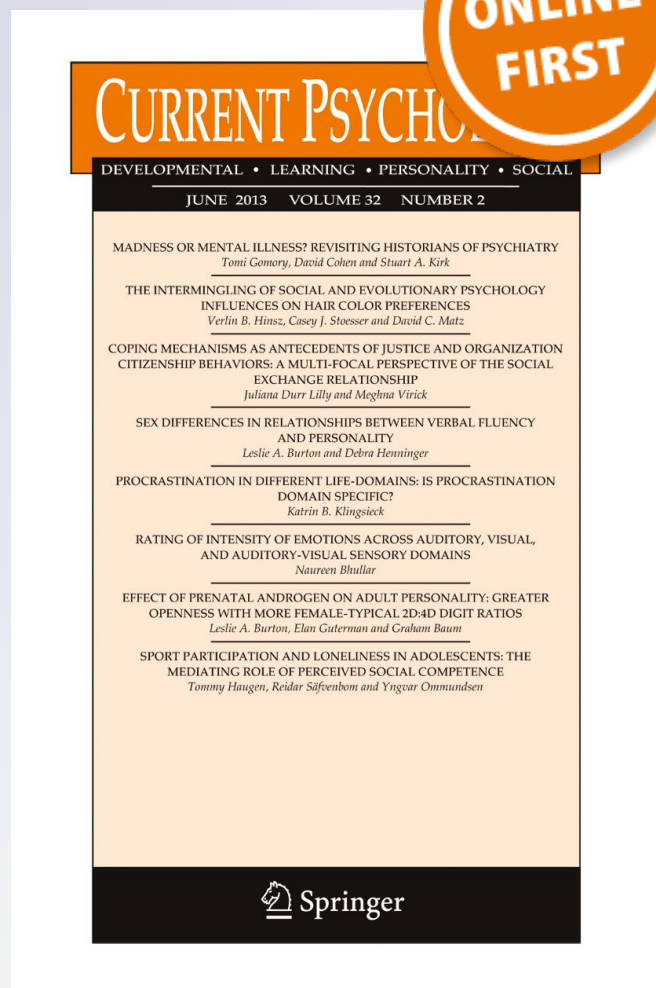 ONLINE
FIRST
CURRENT
DEVELOPMENTAL • LEARNING • PERSONALITY • SOCIAL
JUNE 2013 VOLUME 32 NUMBER 2
MADNESS OR MENTAL ILLNESS? REVISITING HISTORIANS OF PSYCHIATRY
Tomi Gomory, David Cohen and Stuart A. Kirk
THE INTERMINGLING OF SOCIAL AND EVOLUTIONARY PSYCHOLOGY
INFLUENCES ON HAIR COLOR PREFERENCES
Verlin B. Hinsz, Casey J. Stoesser and David C. Matz
COPING MECHANISMS AS ANTECEDENTS OF JUSTICE AND ORGANIZATION
CITIZENSHIP BEHAVIORS: A MULTI-FOCAL PERSPECTIVE OF THE SOCIAL
EXCHANGE RELATIONSHIP
Juliana Durr Lilly and Meghna Virick
SEX DIFFERENCES IN RELATIONSHIPS BETWEEN VERBAL FLUENCY
AND PERSONALITY
Leslie A. Burton and Debra Henninger
PROCRASTINATION IN DIFFERENT LIFE-DOMAINS: IS PROCRASTINATION
DOMAIN SPECIFIC?
Katrin B. Klingsieck
RATING OF INTENSITY OF EMOTIONS ACROSS AUDITORY, VISUAL,
AND AUDITORY-VISUAL SENSORY DOMAINS
Naureen Bhullar
EFFECT OF PRENATAL ANDROGEN ON ADULT PERSONALITY: GREATER
OPENNESS WITH MORE FEMALE-TYPICAL 2D:4D DIGIT RATIOS
Leslie A. Burton, Elan Guterman and Graham Baum
SPORT PARTICIPATION AND LONELINESS IN ADOLESCENTS: THE
MEDIATING ROLE OF PERCEIVED SOCIAL COMPETENCE
Tommy Haugen, Reidar Säfvenbom and Yngvar Ommundsen
Springer